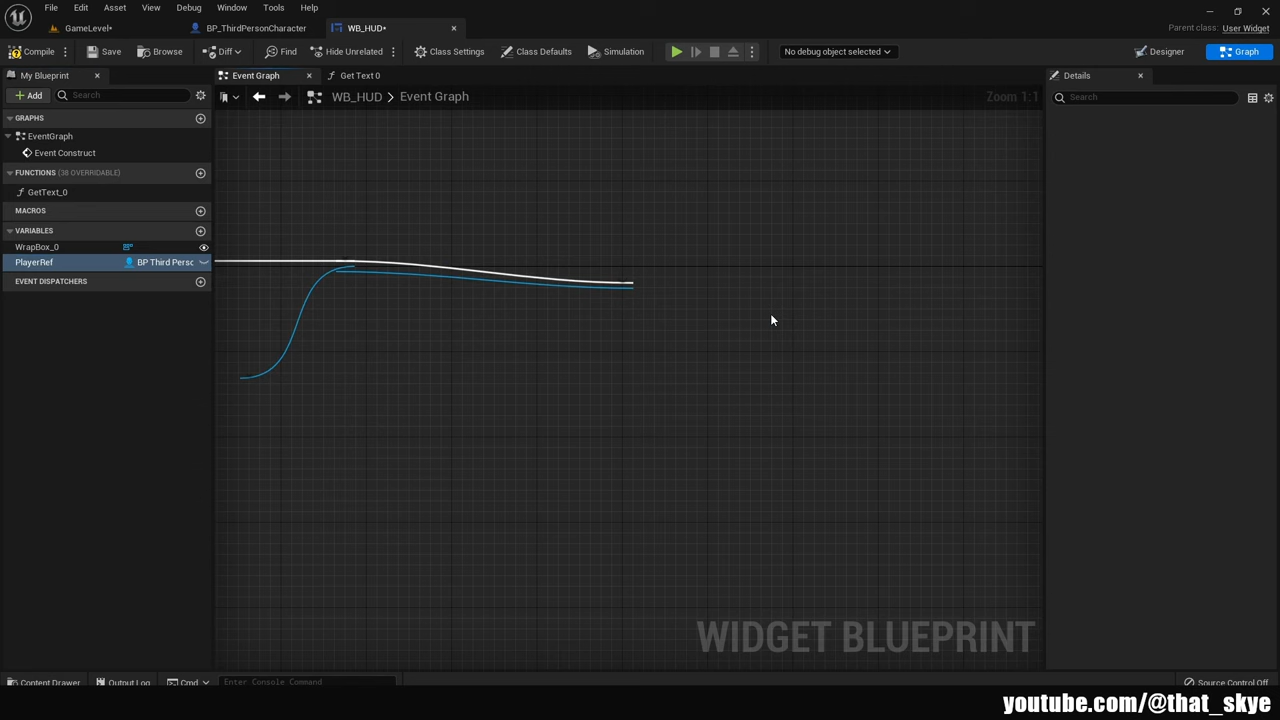 File Edit Asset View Debug Window Tools Help
GameLevel• BP_ThirdPersonCharacter WB_HUD•
Parent class: User Widget
Compile Save Browse Diff Find Hide Unrelated Class Settings Class Defaults Simulation No debug object selected Designer Graph
My Blueprint Event Graph Get Text 0 Details
Add Search WB_HUD > Event Graph Zoom 1:1 Search
GRAPHS
EventGraph
Event Construct
FUNCTIONS (38 OVERRIDABLE)
GetText_0
MACROS
VARIABLES
WrapBox_0
PlayerRef BP Third Persc
EVENT DISPATCHERS
WIDGET BLUEPRINT
Content Drawer Output Log Cmd Enter Console Command Source Control Off
youtube.com/@that_skye